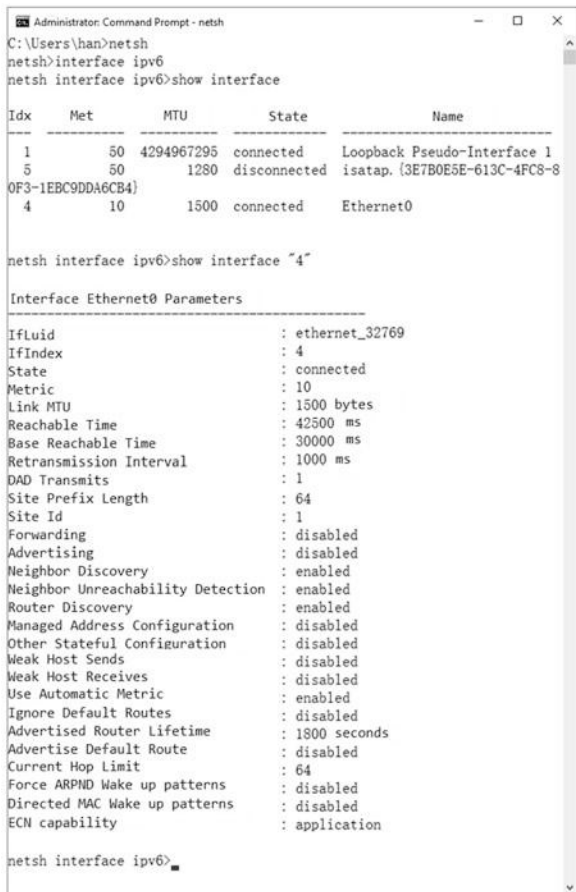 Administrator: Command Prompt - netsh
C:\Users\han>netsh
netsh>interface ipv6
netsh interface ipv6>show interface
Idx Met MTU State Name
--- ---------- ---------- ------------ ---------------------------
1 50 4294967295 connected Loopback Pseudo-Interface 1
5 50 1280 disconnected isatap.{3E7B0E5E-613C-4FC8-8
0F3-1EBC9DDA6CB4}
4 10 1500 connected Ethernet0
netsh interface ipv6>show interface "4"
Interface Ethernet0 Parameters
----------------------------------------------
IfLuid : ethernet_32769
IfIndex : 4
State : connected
Metric : 10
Link MTU : 1500 bytes
Reachable Time : 42500 ms
Base Reachable Time : 30000 ms
Retransmission Interval : 1000 ms
DAD Transmits : 1
Site Prefix Length : 64
Site Id : 1
Forwarding : disabled
Advertising : disabled
Neighbor Discovery : enabled
Neighbor Unreachability Detection : enabled
Router Discovery : enabled
Managed Address Configuration : disabled
Other Stateful Configuration : disabled
Weak Host Sends : disabled
Weak Host Receives : disabled
Use Automatic Metric : enabled
Ignore Default Routes : disabled
Advertised Router Lifetime : 1800 seconds
Advertise Default Route : disabled
Current Hop Limit : 64
Force ARPND Wake up patterns : disabled
Directed MAC Wake up patterns : disabled
ECN capability : application
netsh interface ipv6>